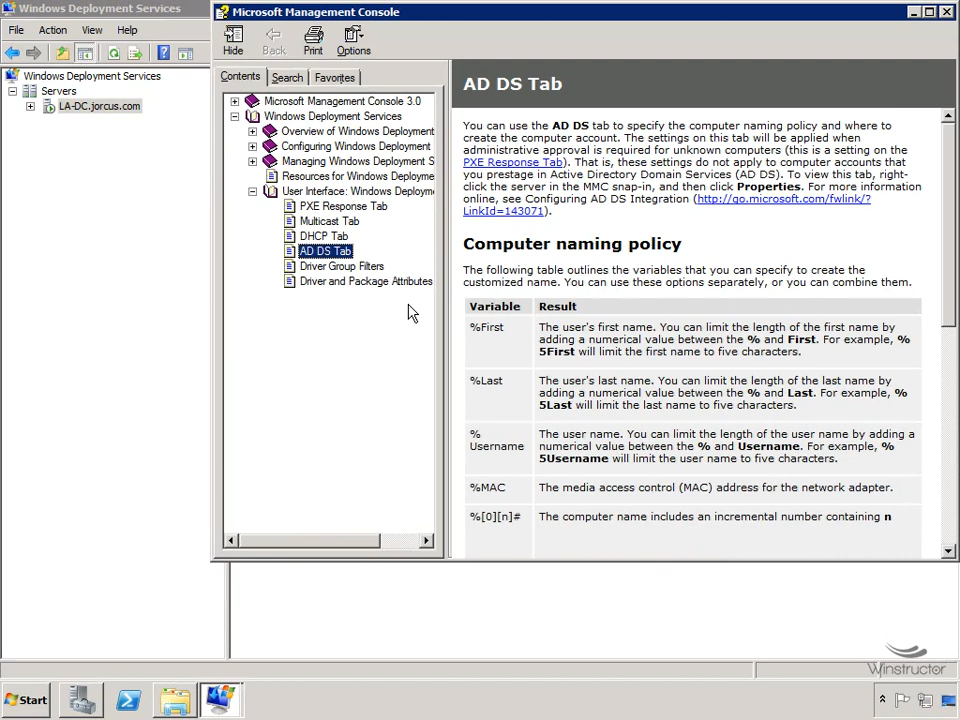 Windows Deployment Services
File Action View Help
Windows Deployment Services
Servers
LA-DC.jorcus.com
Microsoft Management Console
Hide Back Print Options
Contents Search Favorites
Microsoft Management Console 3.0
Windows Deployment Services
Overview of Windows Deployment
Configuring Windows Deployment
Managing Windows Deployment S
Resources for Windows Deployme
User Interface: Windows Deploym
PXE Response Tab
Multicast Tab
DHCP Tab
AD DS Tab
Driver Group Filters
Driver and Package Attributes
AD DS Tab
You can use the AD DS tab to specify the computer naming policy and where to
create the computer account. The settings on this tab will be applied when
administrative approval is required for unknown computers (this is a setting on the
PXE Response Tab). That is, these settings do not apply to computer accounts that
you prestage in Active Directory Domain Services (AD DS). To view this tab, right-
click the server in the MMC snap-in, and then click Properties. For more information
online, see Configuring AD DS Integration (http://go.microsoft.com/fwlink/?
LinkId=143071).
Computer naming policy
The following table outlines the variables that you can specify to create the
customized name. You can use these options separately, or you can combine them.
Variable Result
%First The user's first name. You can limit the length of the first name by
adding a numerical value between the % and First. For example, %
5First will limit the first name to five characters.
%Last The user's last name. You can limit the length of the last name by
adding a numerical value between the % and Last. For example, %
5Last will limit the last name to five characters.
% The user name. You can limit the length of the user name by adding a
Username numerical value between the % and Username. For example, %
5Username will limit the user name to five characters.
%MAC The media access control (MAC) address for the network adapter.
%[0][n]# The computer name includes an incremental number containing n
Winstructor
Start